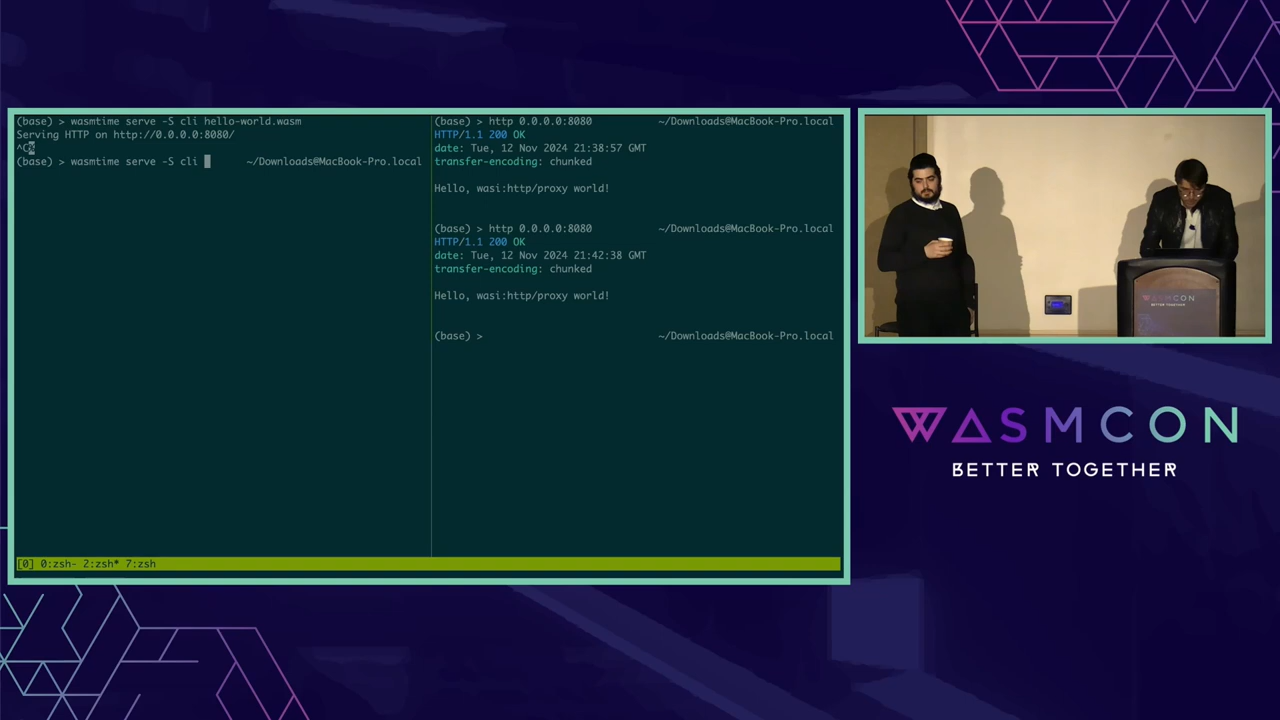 (base) > wasmtime serve -S cli hello-world.wasm
Serving HTTP on http://0.0.0.0:8080/
^C%
(base) > wasmtime serve -S cli ~/Downloads@MacBook-Pro.local
(base) > http 0.0.0.0:8080 ~/Downloads@MacBook-Pro.local
HTTP/1.1 200 OK
date: Tue, 12 Nov 2024 21:38:57 GMT
transfer-encoding: chunked
Hello, wasi:http/proxy world!
(base) > http 0.0.0.0:8080 ~/Downloads@MacBook-Pro.local
HTTP/1.1 200 OK
date: Tue, 12 Nov 2024 21:42:38 GMT
transfer-encoding: chunked
Hello, wasi:http/proxy world!
(base) > ~/Downloads@MacBook-Pro.local
[0] 0:zsh- 2:zsh* 7:zsh
WASMCON
BETTER TOGETHER
WASMCON
BETTER TOGETHER